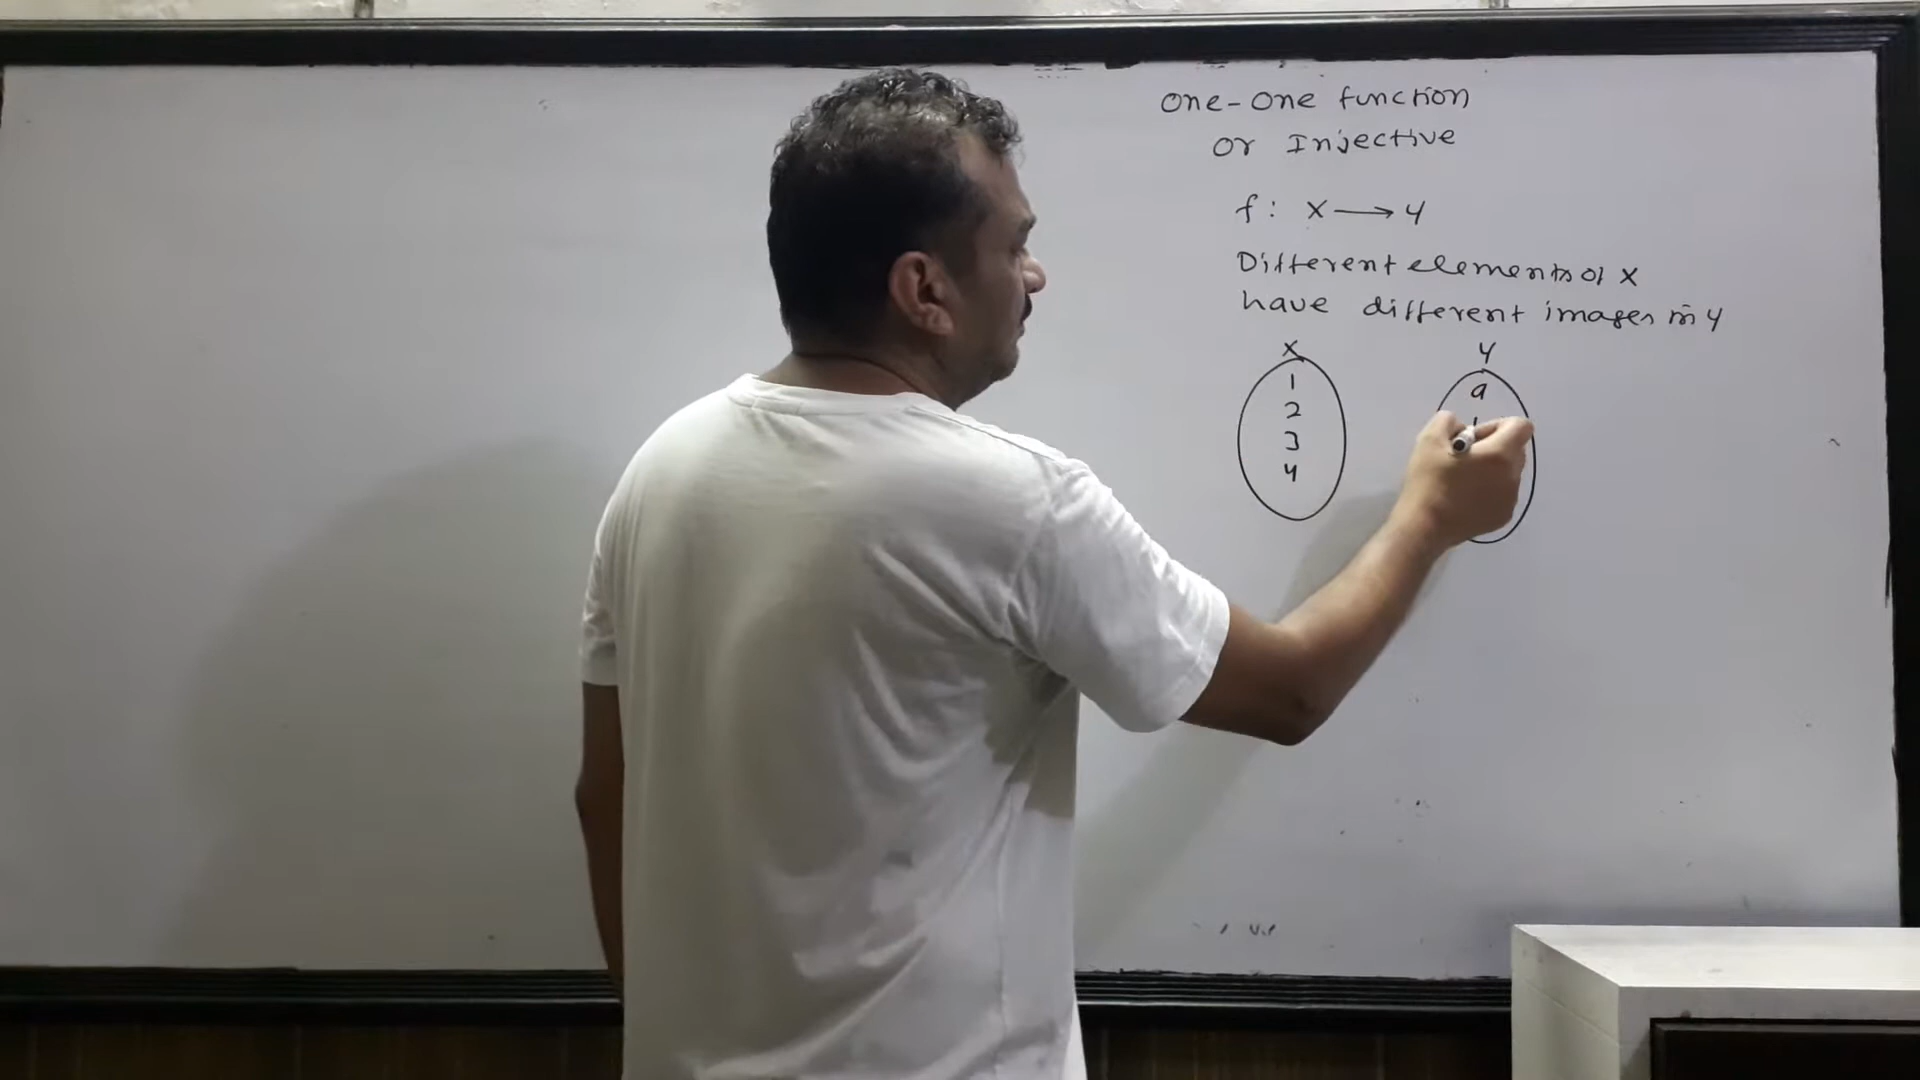 One-One function
or Injective
f: X → Y
Different elements of X
have different images in Y
X Y
1 a
2
3
4